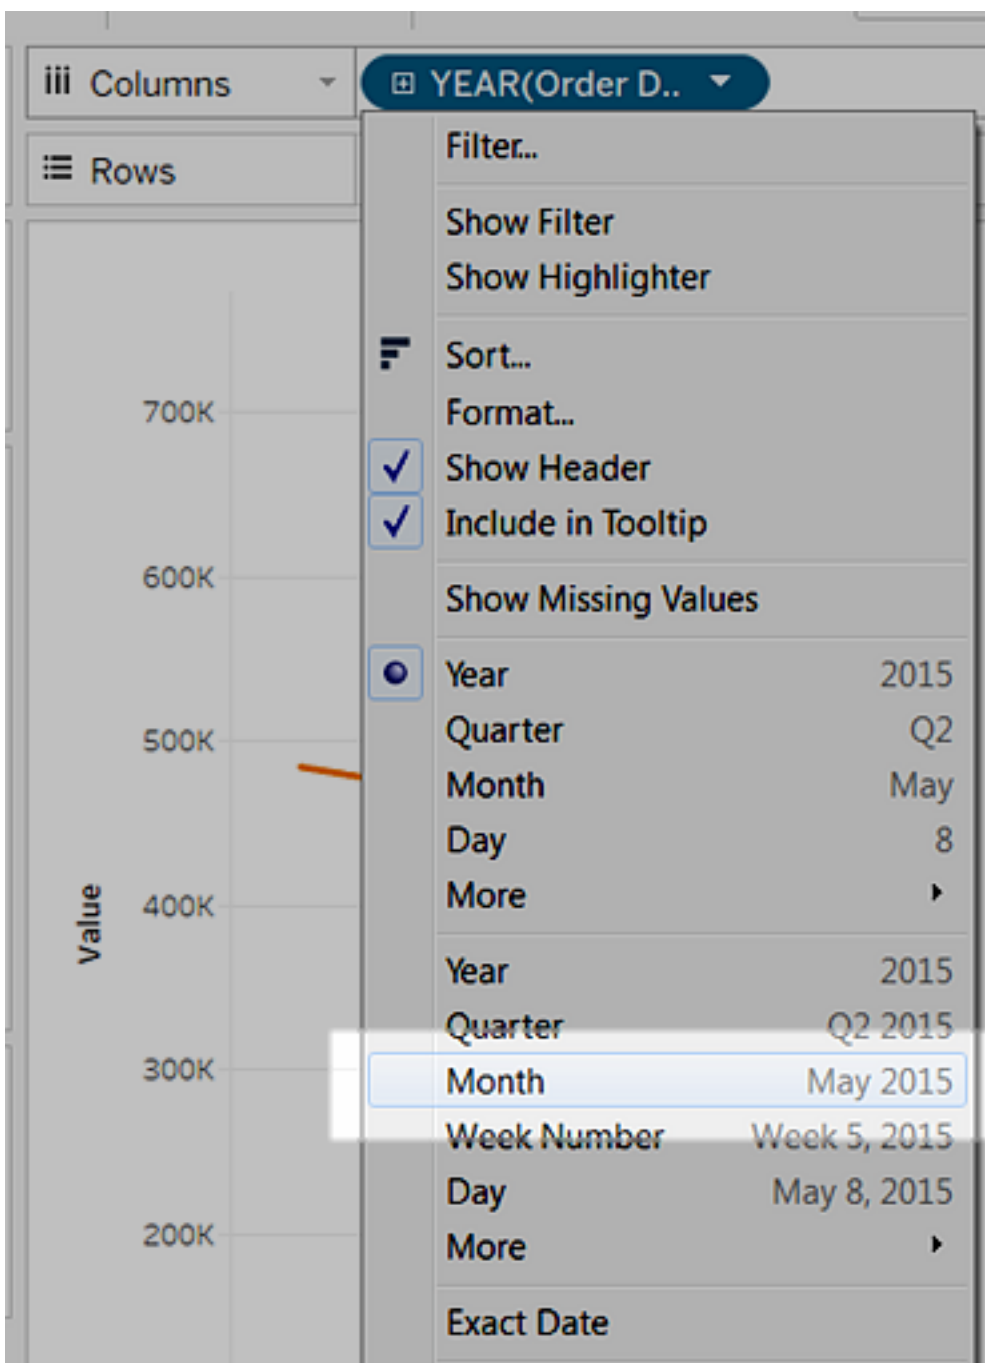 Columns
YEAR(Order D..
Rows
Filter...
Show Filter
Show Highlighter
Sort...
Format...
Show Header
Include in Tooltip
Show Missing Values
Year 2015
Quarter Q2
Month May
Day 8
More
Year 2015
Quarter Q2 2015
Month May 2015
Week Number Week 5, 2015
Day May 8, 2015
More
Exact Date
700K
600K
500K
400K
300K
200K
Value